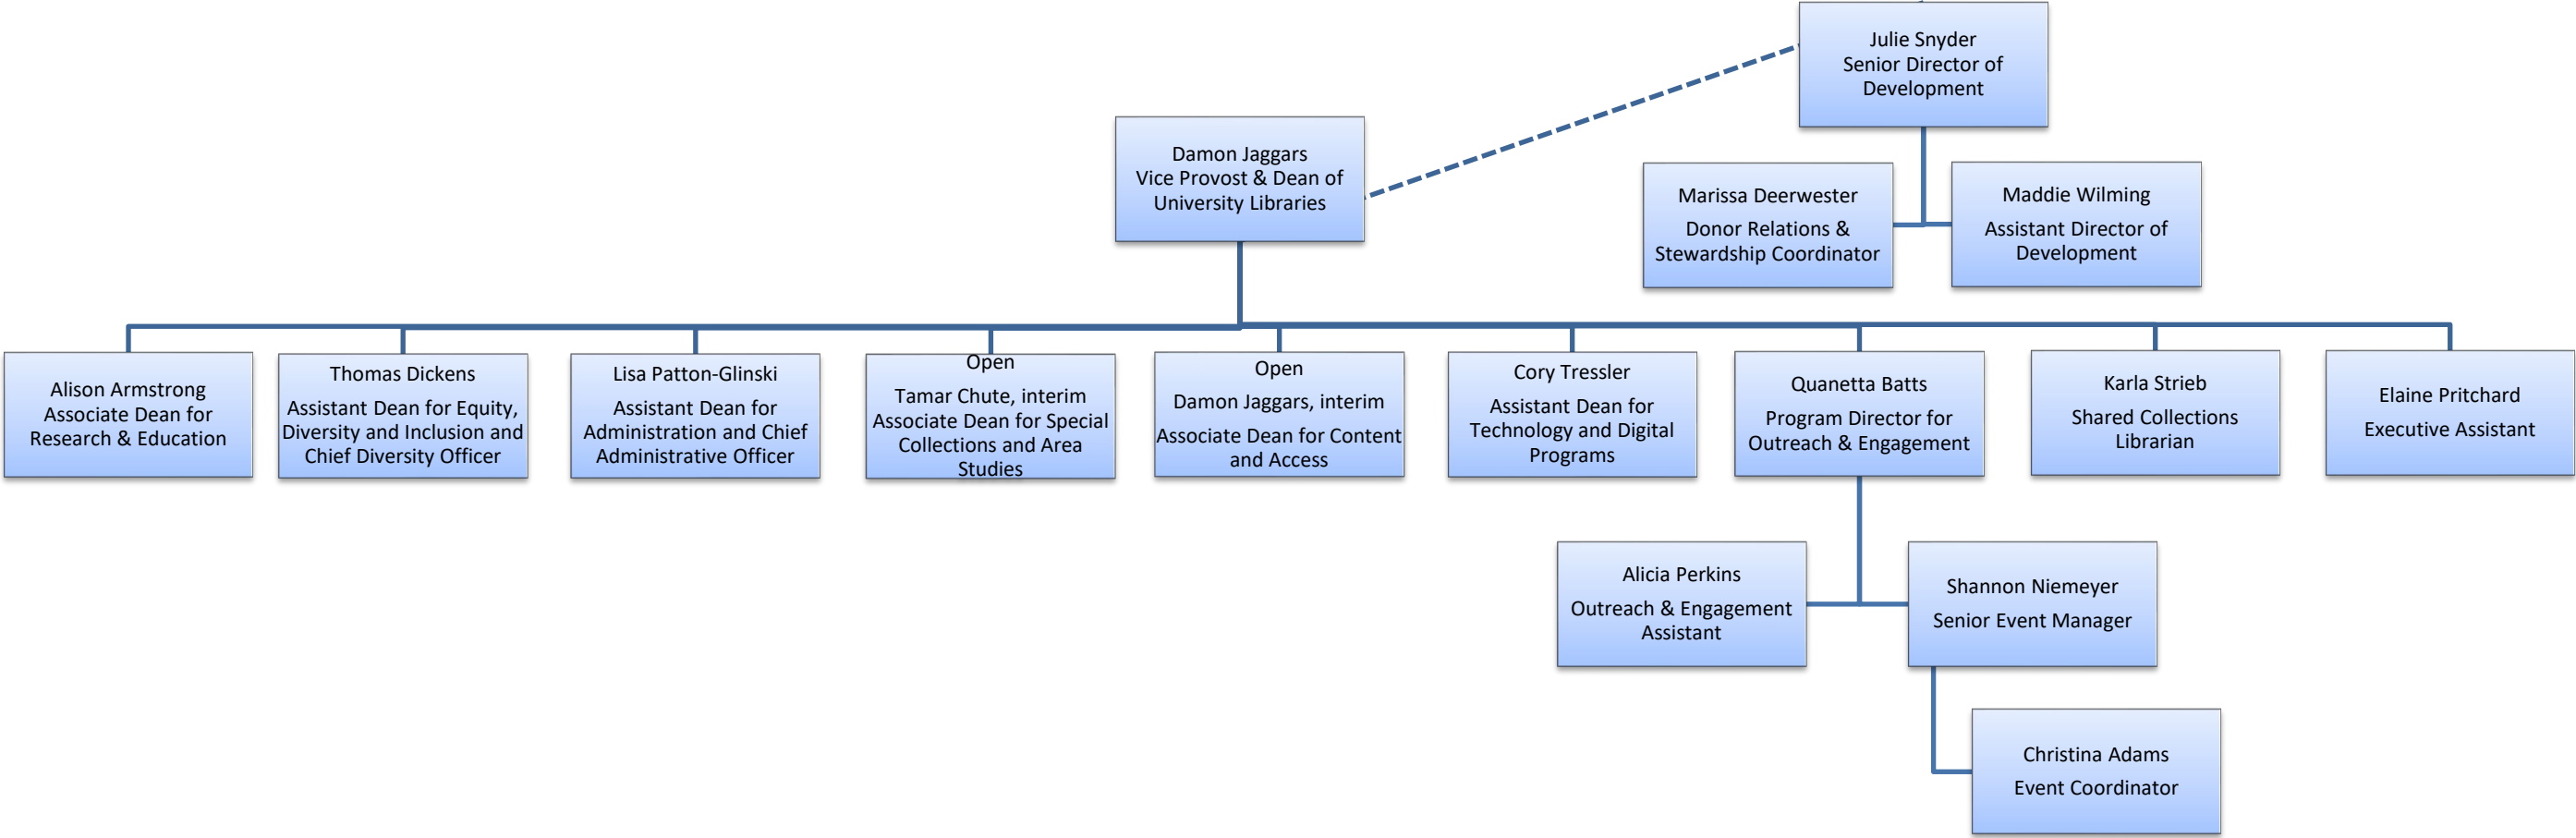 Julie Snyder
Senior Director of
Development
Damon Jaggars
Vice Provost & Dean of
University Libraries
Marissa Deerwester
Donor Relations &
Stewardship Coordinator
Maddie Wilming
Assistant Director of
Development
Alison Armstrong
Associate Dean for
Research & Education
Thomas Dickens
Assistant Dean for Equity,
Diversity and Inclusion and
Chief Diversity Officer
Lisa Patton-Glinski
Assistant Dean for
Administration and Chief
Administrative Officer
Open
Tamar Chute, interim
Associate Dean for Special
Collections and Area
Studies
Open
Damon Jaggars, interim
Associate Dean for Content
and Access
Cory Tressler
Assistant Dean for
Technology and Digital
Programs
Quanetta Batts
Program Director for
Outreach & Engagement
Karla Strieb
Shared Collections
Librarian
Elaine Pritchard
Executive Assistant
Alicia Perkins
Outreach & Engagement
Assistant
Shannon Niemeyer
Senior Event Manager
Christina Adams
Event Coordinator